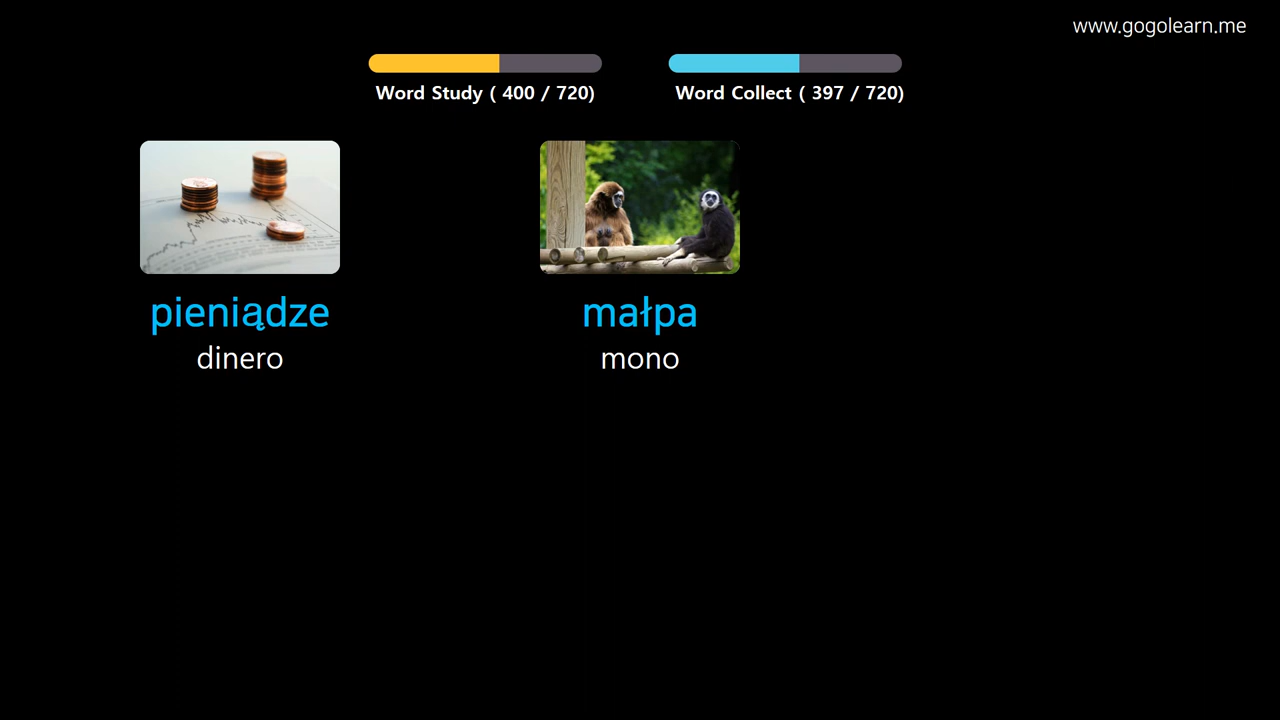 www.gogolearn.me
Word Study ( 400 / 720)
Word Collect ( 397 / 720)
pieniądze
dinero
małpa
mono